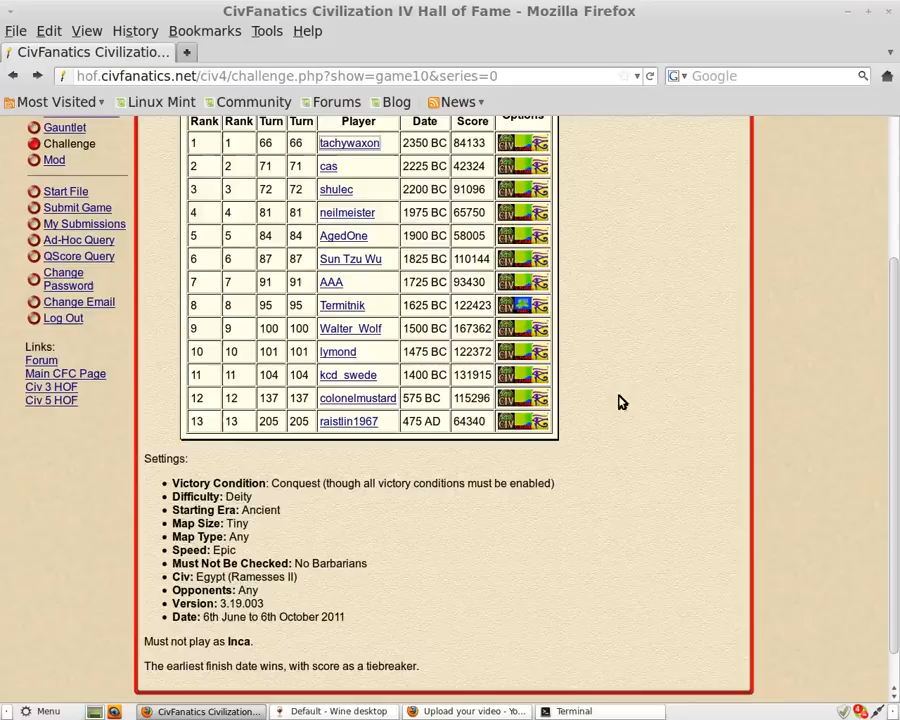 CivFanatics Civilization IV Hall of Fame - Mozilla Firefox
File Edit View History Bookmarks Tools Help
CivFanatics Civilizatio...
hof.civfanatics.net/civ4/challenge.php?show=game10&series=0
Google
Most Visited Linux Mint Community Forums Blog News
Gauntlet
Challenge
Mod
Start File
Submit Game
My Submissions
Ad-Hoc Query
QScore Query
Change
Password
Change Email
Log Out
Links:
Forum
Main CFC Page
Civ 3 HOF
Civ 5 HOF
Rank Rank Turn Turn Player Date Score Options
1 1 66 66 tachywaxon 2350 BC 84133
2 2 71 71 cas 2225 BC 42324
3 3 72 72 shulec 2200 BC 91096
4 4 81 81 neilmeister 1975 BC 65750
5 5 84 84 AgedOne 1900 BC 58005
6 6 87 87 Sun Tzu Wu 1825 BC 110144
7 7 91 91 AAA 1725 BC 93430
8 8 95 95 Termitnik 1625 BC 122423
9 9 100 100 Walter_Wolf 1500 BC 167362
10 10 101 101 lymond 1475 BC 122372
11 11 104 104 kcd_swede 1400 BC 131915
12 12 137 137 colonelmustard 575 BC 115296
13 13 205 205 raistlin1967 475 AD 64340
Settings:
Victory Condition: Conquest (though all victory conditions must be enabled)
Difficulty: Deity
Starting Era: Ancient
Map Size: Tiny
Map Type: Any
Speed: Epic
Must Not Be Checked: No Barbarians
Civ: Egypt (Ramesses II)
Opponents: Any
Version: 3.19.003
Date: 6th June to 6th October 2011
Must not play as Inca.
The earliest finish date wins, with score as a tiebreaker.
Menu CivFanatics Civilization... Default - Wine desktop Upload your video - Yo... Terminal